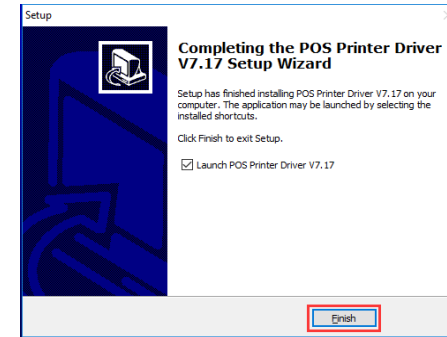 Setup
Completing the POS Printer Driver
V7.17 Setup Wizard
Setup has finished installing POS Printer Driver V7.17 on your
computer. The application may be launched by selecting the
installed shortcuts.
Click Finish to exit Setup.
Launch POS Printer Driver V7.17
Finish